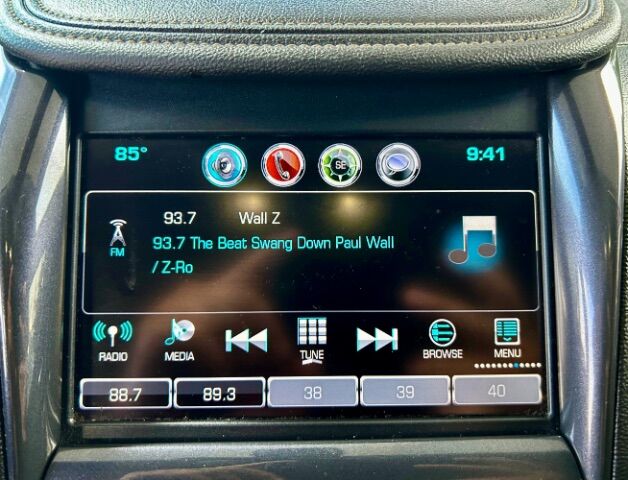 85° SE 9:41
93.7 Wall Z
FM
93.7 The Beat Swang Down Paul Wall
/ Z-Ro
RADIO MEDIA TUNE BROWSE MENU
88.7 89.3 38 39 40